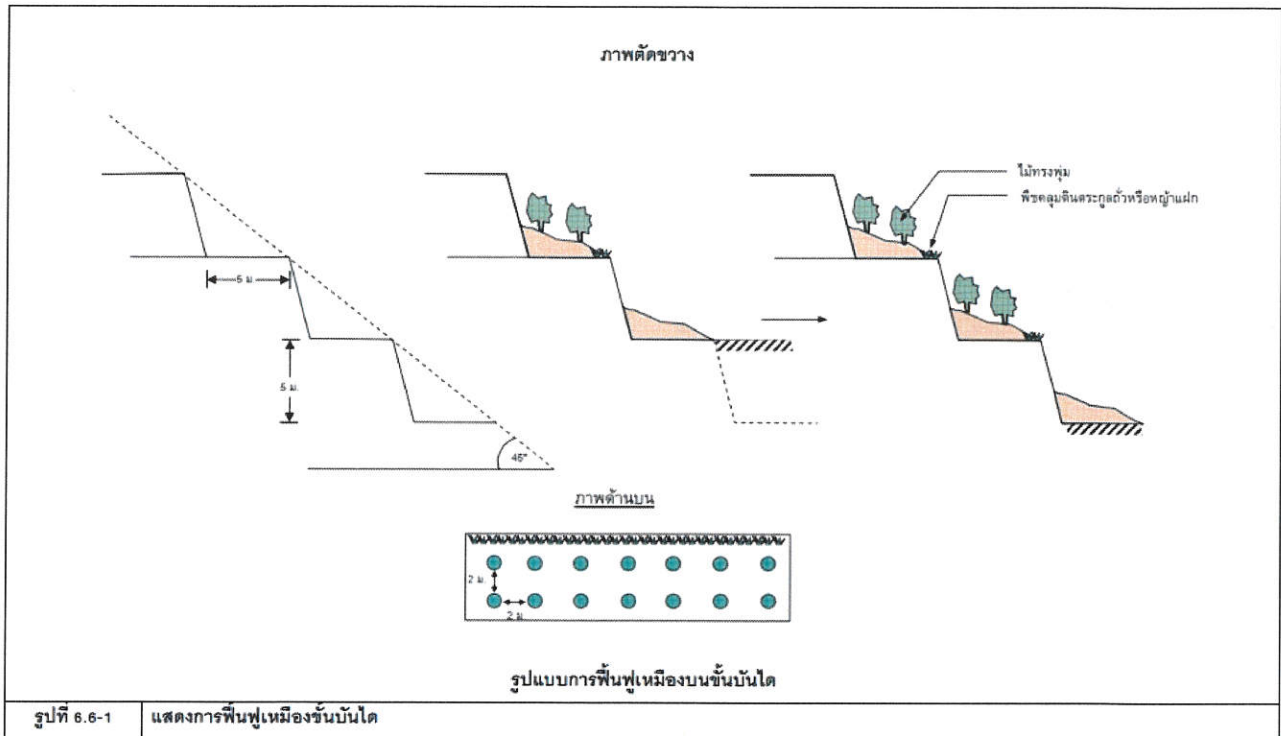 ภาพตัดขวาง
ไม้ทรงพุ่ม
พืชคลุมดินตระกูลถั่วหรือหญ้าแฝก
5 ม.
5 ม.
45°
ภาพด้านบน
2 ม.
2 ม.
รูปแบบการฟื้นฟูเหมืองบนขั้นบันได
รูปที่ 6.6-1 แสดงการฟื้นฟูเหมืองขั้นบันได